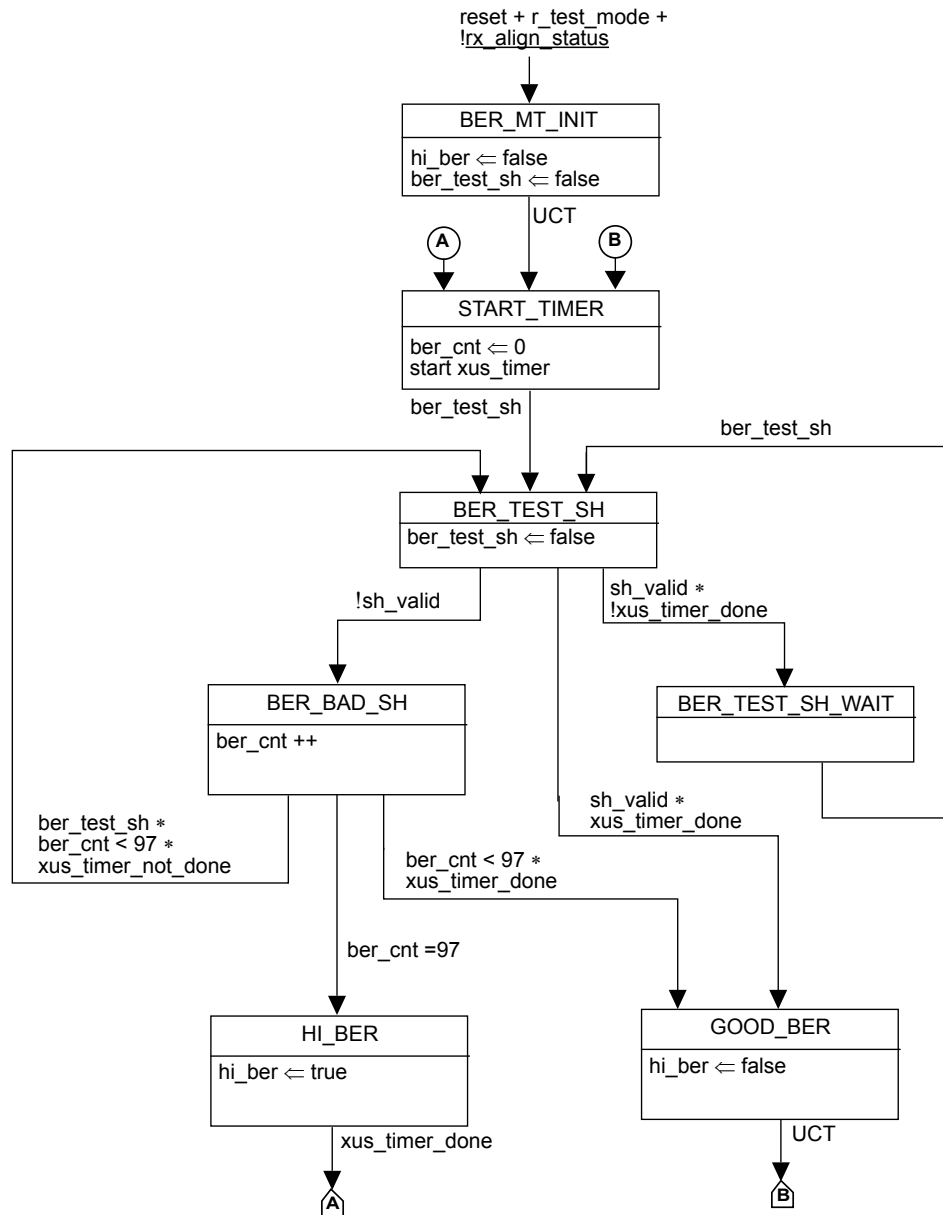 reset + r_test_mode +
!rx_align_status
BER_MT_INIT
hi_ber ⇐ false
ber_test_sh ⇐ false
UCT
A
B
START_TIMER
ber_cnt ⇐ 0
start xus_timer
ber_test_sh
ber_test_sh
BER_TEST_SH
ber_test_sh ⇐ false
!sh_valid
sh_valid ∗
!xus_timer_done
BER_BAD_SH
ber_cnt ++
BER_TEST_SH_WAIT
ber_test_sh ∗
ber_cnt < 97 ∗
xus_timer_not_done
ber_cnt < 97 ∗
xus_timer_done
sh_valid ∗
xus_timer_done
ber_cnt =97
HI_BER
hi_ber ⇐ true
GOOD_BER
hi_ber ⇐ false
xus_timer_done
UCT
A
B